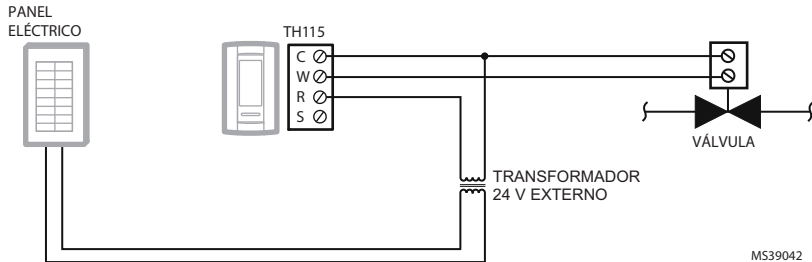 PANEL
ELÉCTRICO
TH115
C
W
R
S
VÁLVULA
TRANSFORMADOR
24 V EXTERNO
MS39042